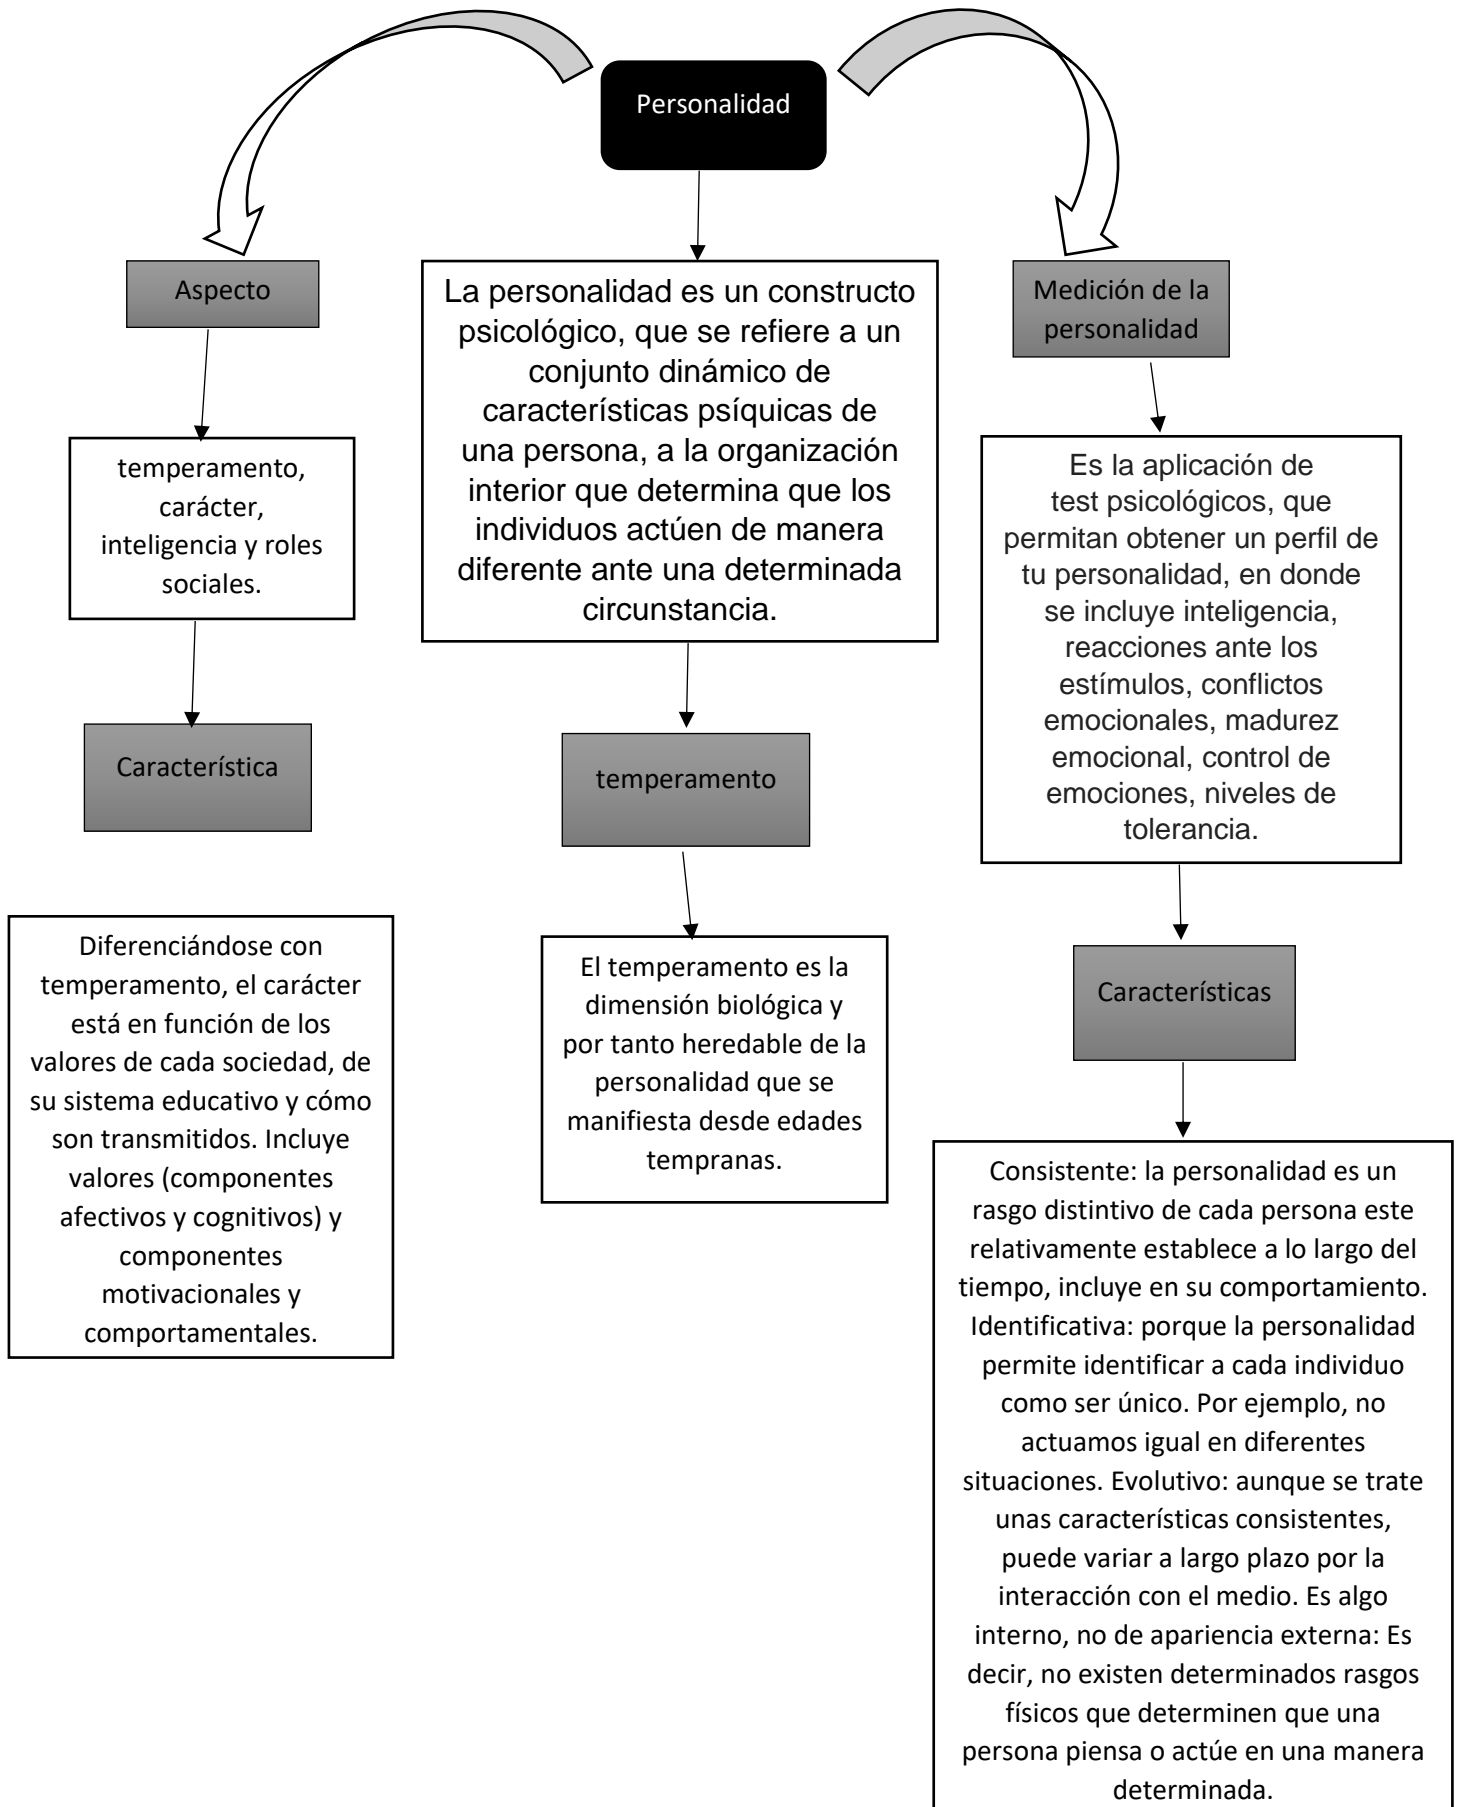 Personalidad
Aspecto
temperamento,
carácter,
inteligencia y roles
sociales.
Característica
Diferenciándose con
temperamento, el carácter
está en función de los
valores de cada sociedad, de
su sistema educativo y cómo
son transmitidos. Incluye
valores (componentes
afectivos y cognitivos) y
componentes
motivacionales y
comportamentales.
La personalidad es un constructo
psicológico, que se refiere a un
conjunto dinámico de
características psíquicas de
una persona, a la organización
interior que determina que los
individuos actúen de manera
diferente ante una determinada
circunstancia.
temperamento
El temperamento es la
dimensión biológica y
por tanto heredable de la
personalidad que se
manifiesta desde edades
tempranas.
Medición de la
personalidad
Es la aplicación de
test psicológicos, que
permitan obtener un perfil de
tu personalidad, en donde
se incluye inteligencia,
reacciones ante los
estímulos, conflictos
emocionales, madurez
emocional, control de
emociones, niveles de
tolerancia.
Características
Consistente: la personalidad es un
rasgo distintivo de cada persona este
relativamente establece a lo largo del
tiempo, incluye en su comportamiento.
Identificativa: porque la personalidad
permite identificar a cada individuo
como ser único. Por ejemplo, no
actuamos igual en diferentes
situaciones. Evolutivo: aunque se trate
unas características consistentes,
puede variar a largo plazo por la
interacción con el medio. Es algo
interno, no de apariencia externa: Es
decir, no existen determinados rasgos
físicos que determinen que una
persona piensa o actúe en una manera
determinada.